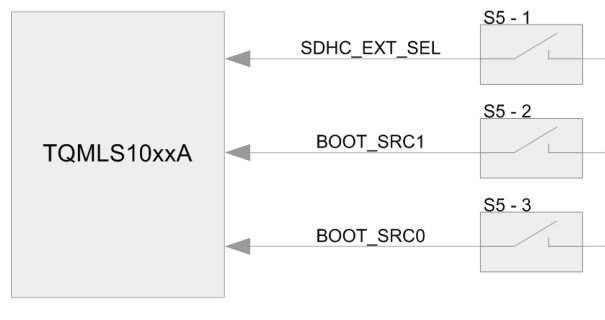 S5 - 1
SDHC_EXT_SEL
S5 - 2
TQMLS10xxA
BOOT_SRC1
S5 - 3
BOOT_SRC0